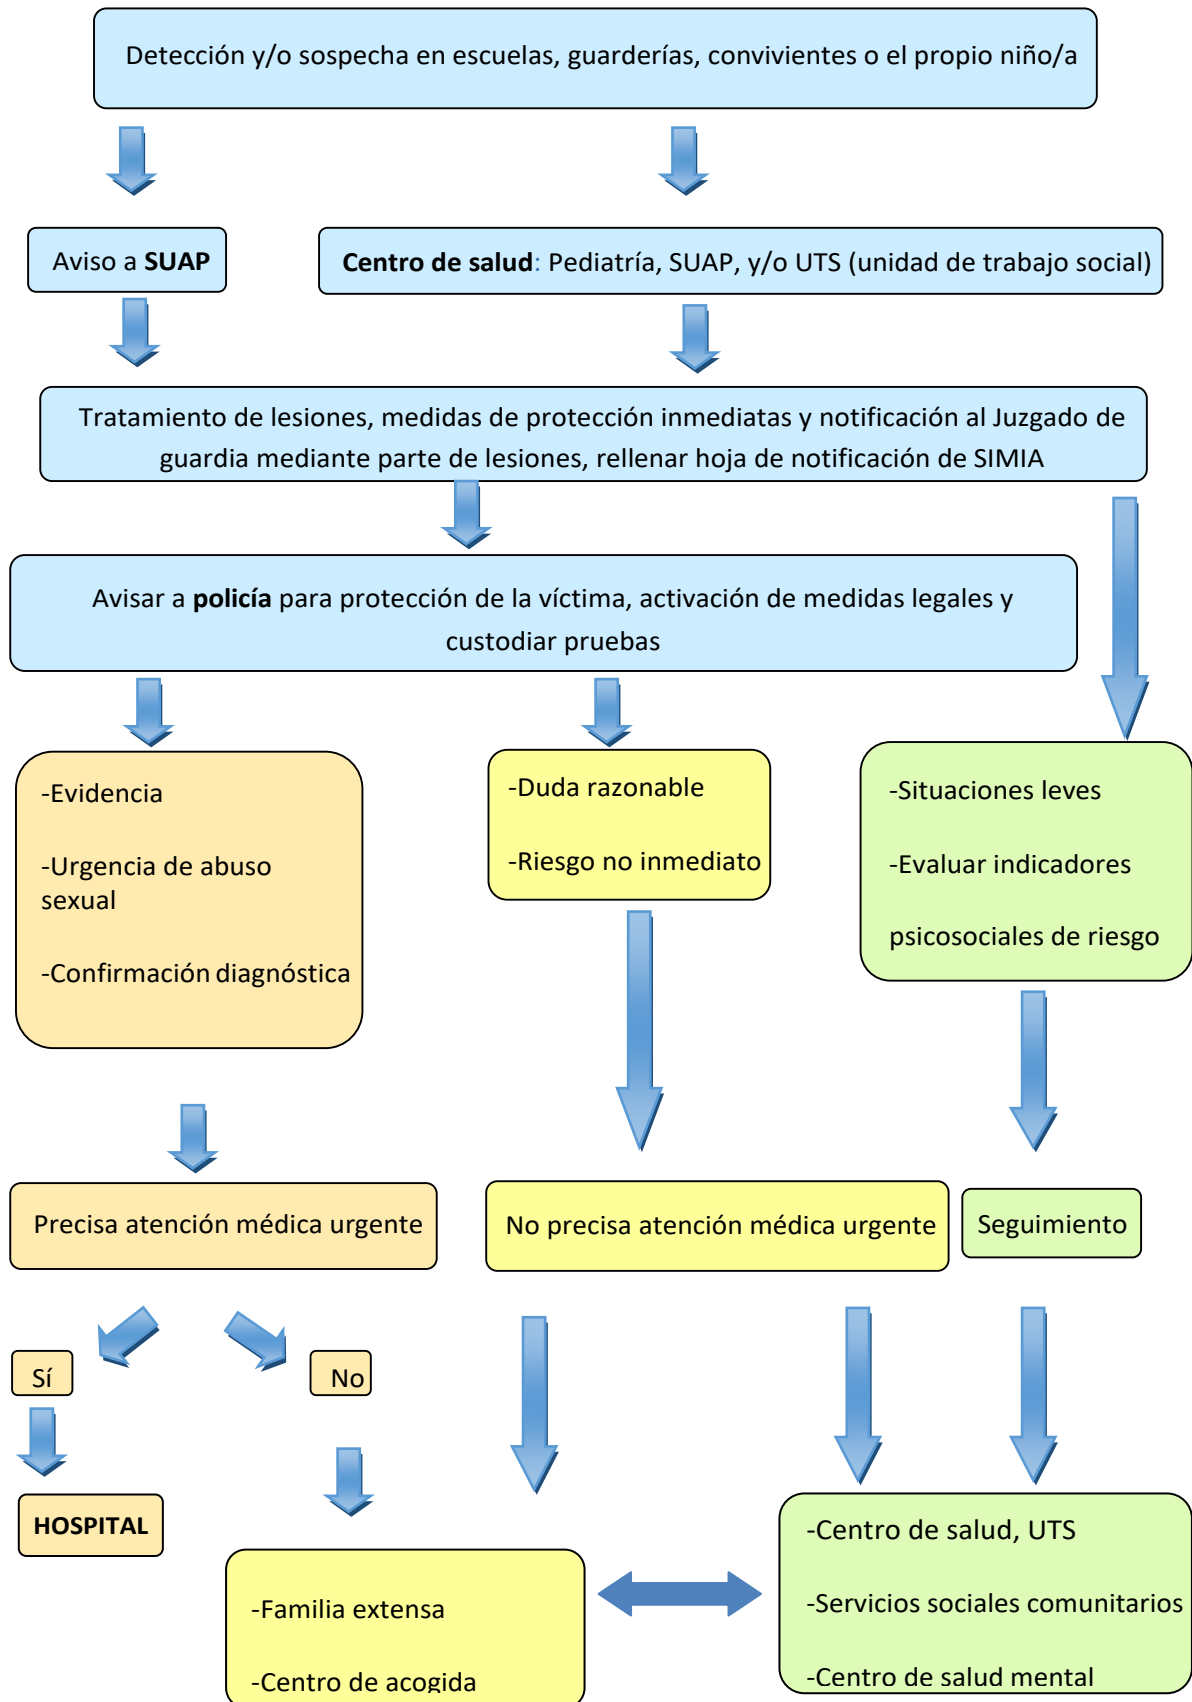 Detección y/o sospecha en escuelas, guarderías, convivientes o el propio niño/a
Aviso a SUAP
Centro de salud: Pediatría, SUAP, y/o UTS (unidad de trabajo social)
Tratamiento de lesiones, medidas de protección inmediatas y notificación al Juzgado de
guardia mediante parte de lesiones, rellenar hoja de notificación de SIMIA
Avisar a policía para protección de la víctima, activación de medidas legales y
custodiar pruebas
-Evidencia
-Urgencia de abuso
sexual
-Confirmación diagnóstica
-Duda razonable
-Riesgo no inmediato
-Situaciones leves
-Evaluar indicadores
psicosociales de riesgo
Precisa atención médica urgente
No precisa atención médica urgente
Seguimiento
Sí
No
HOSPITAL
-Familia extensa
-Centro de acogida
-Centro de salud, UTS
-Servicios sociales comunitarios
-Centro de salud mental